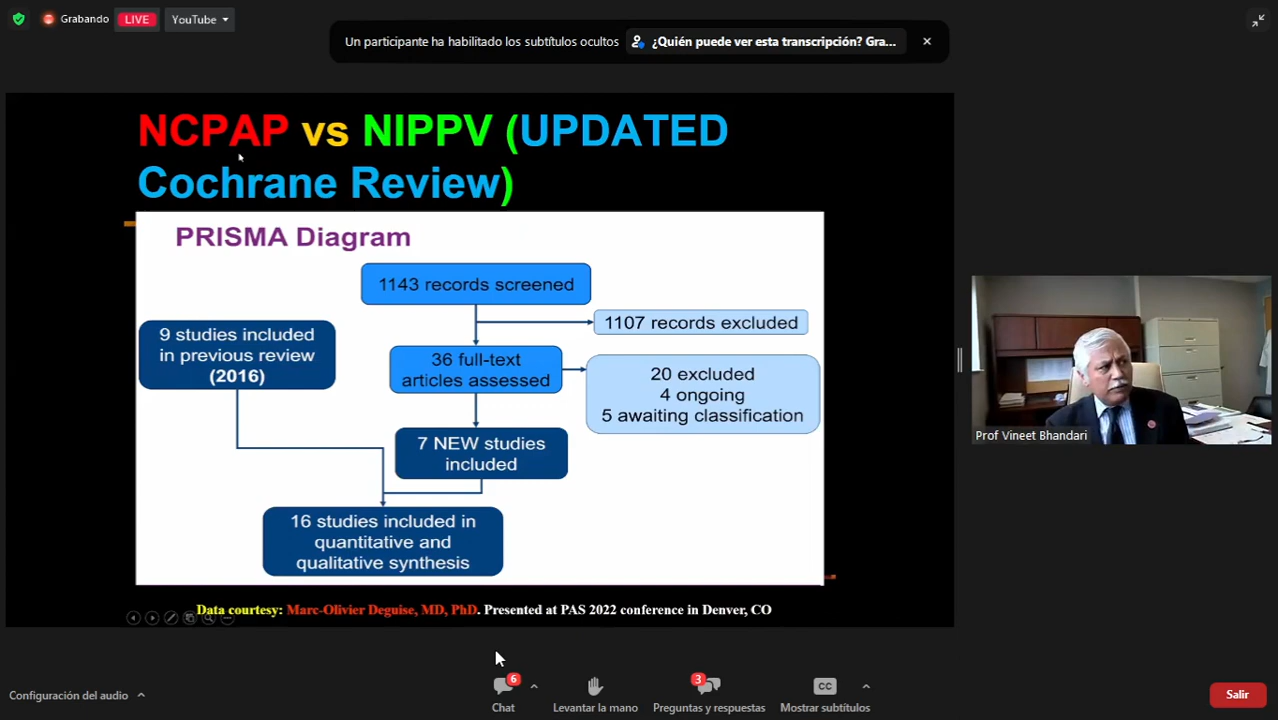 Grabando
LIVE
YouTube
Un participante ha habilitado los subtítulos ocultos
¿Quién puede ver esta transcripción? Gra...
NCPAP vs NIPPV (UPDATED
Cochrane Review)
PRISMA Diagram
1143 records screened
1107 records excluded
9 studies included
in previous review
(2016)
36 full-text
articles assessed
20 excluded
4 ongoing
5 awaiting classification
7 NEW studies
included
16 studies included in
quantitative and
qualitative synthesis
Data courtesy: Marc-Olivier Deguise, MD, PhD. Presented at PAS 2022 conference in Denver, CO
Prof Vineet Bhandari
Configuración del audio
6
Chat
Levantar la mano
3
Preguntas y respuestas
CC
Mostrar subtítulos
Salir